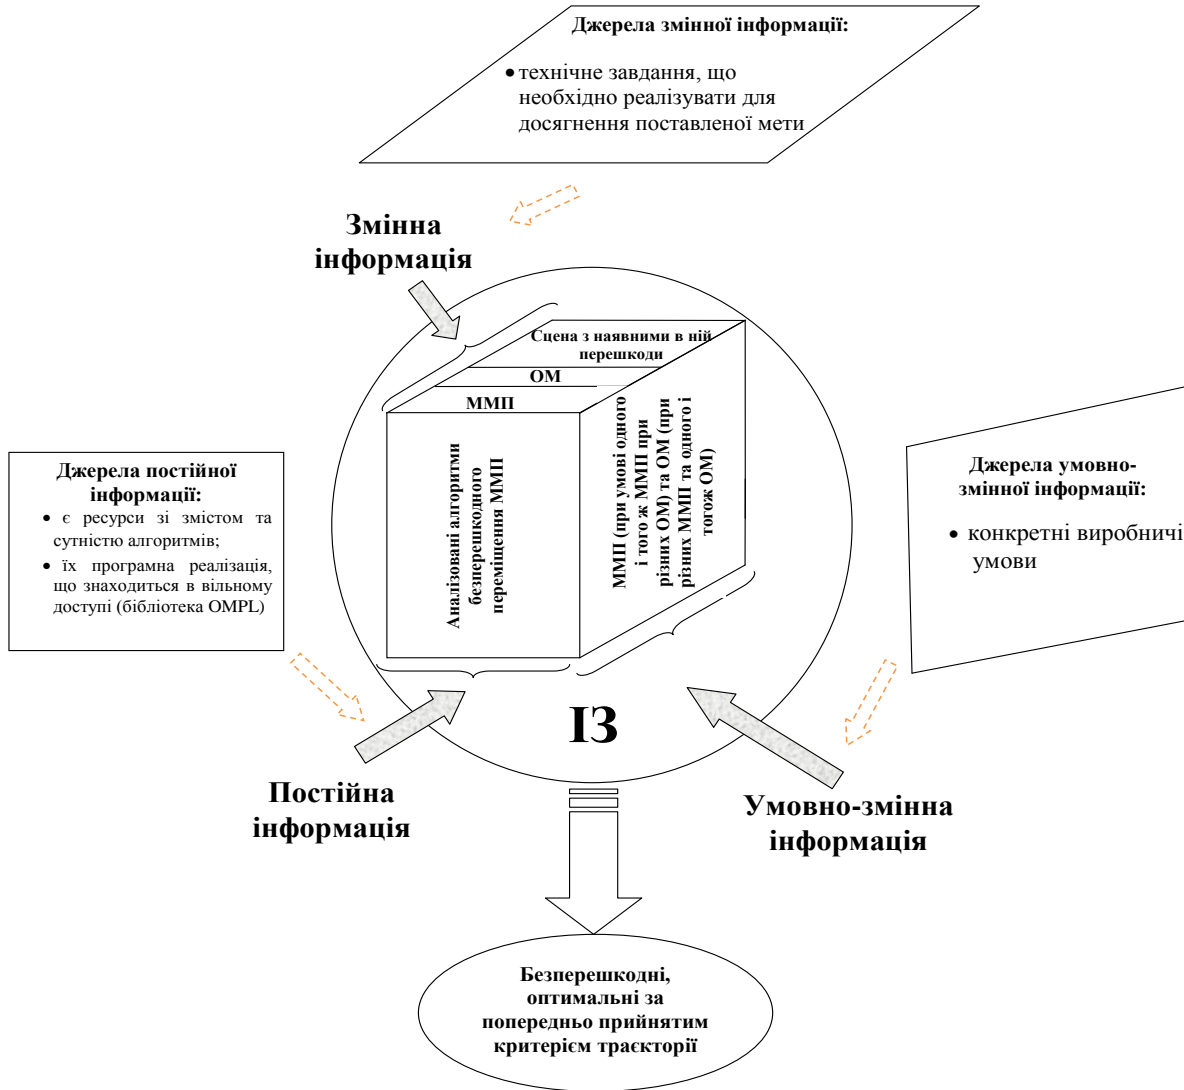 Джерела змінної інформації:
• технічне завдання, що
необхідно реалізувати для
досягнення поставленої мети
Змінна
інформація
Сцена з наявними в ній
перешкоди
ОМ
ММП
Аналізовані алгоритми
безперешкодного
переміщення ММП
ММП (при умові одного
і того ж ММП при
різних ОМ) та ОМ (при
різних ММП та одного і
тогож ОМ)
Джерела постійної
інформації:
• є ресурси зі змістом та
сутністю алгоритмів;
• їх програмна реалізація,
що знаходиться в вільному
доступі (бібліотека OMPL)
Джерела умовно-
змінної інформації:
• конкретні виробничі
умови
ІЗ
Постійна
інформація
Умовно-змінна
інформація
Безперешкодні,
оптимальні за
попередньо прийнятим
критерієм траєкторії